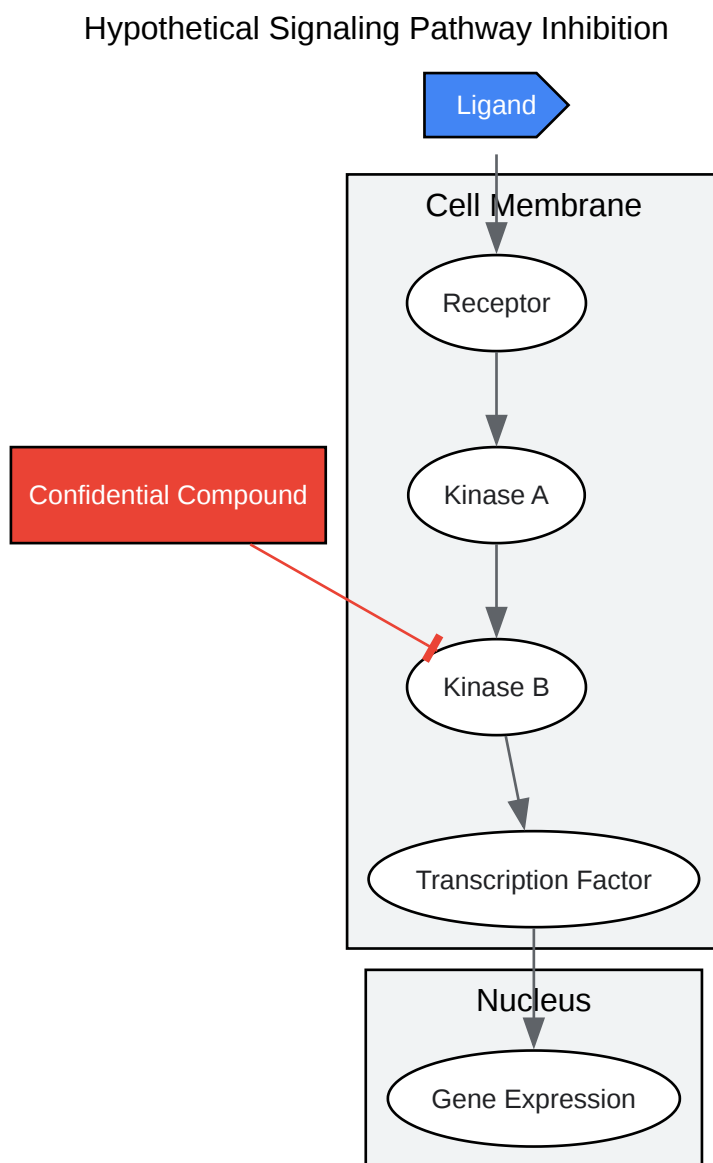 Hypothetical Signaling Pathway Inhibition
Ligand
Cell Membrane
Receptor
Confidential Compound
Kinase A
Kinase B
Transcription Factor
Nucleus
Gene Expression